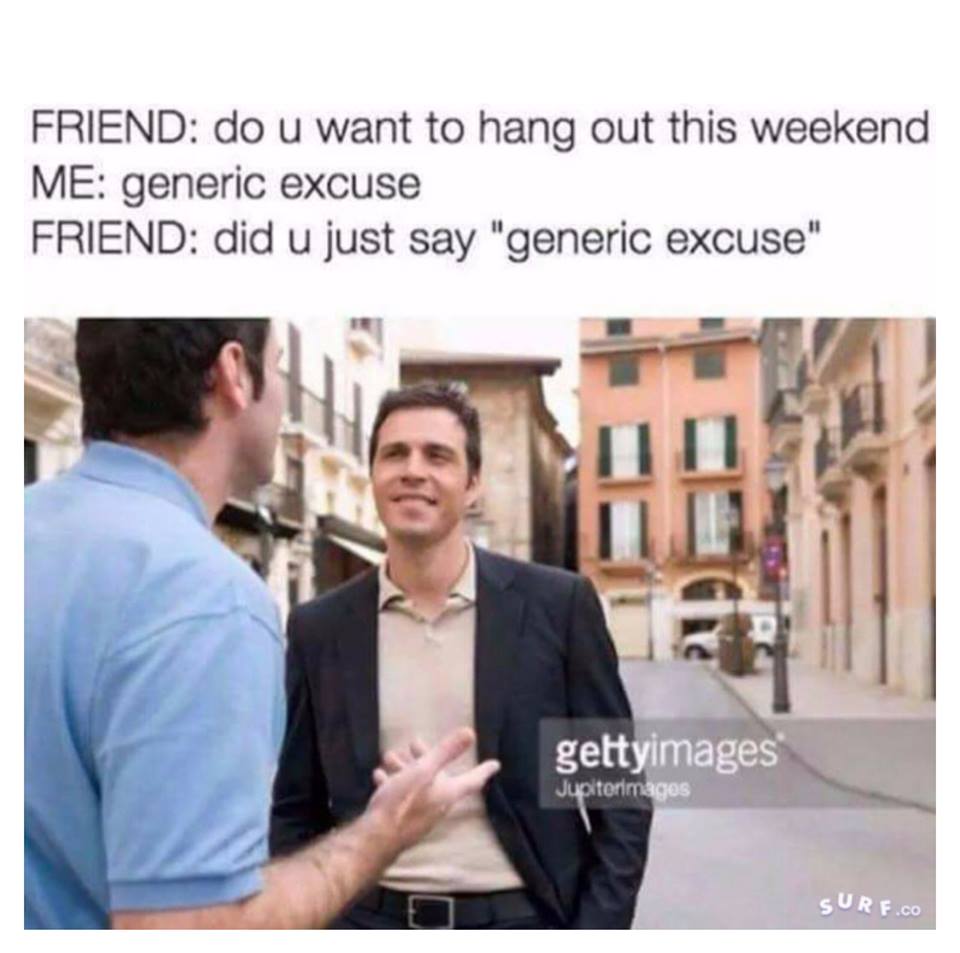 FRIEND: do u want to hang out this weekend
ME: generic excuse
FRIEND: did u just say "generic excuse"
gettyimages®
JupiterImages
SURF.co